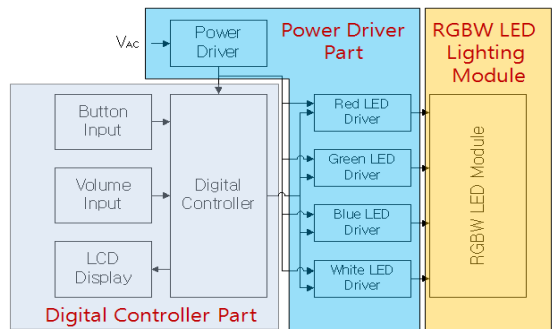 V_AC
Power
Driver
Power Driver
Part
RGBW LED
Lighting
Module
Button
Input
Volume
Input
LCD
Display
Digital
Controller
Red LED
Driver
Green LED
Driver
Blue LED
Driver
White LED
Driver
RGBW LED Module
Digital Controller Part